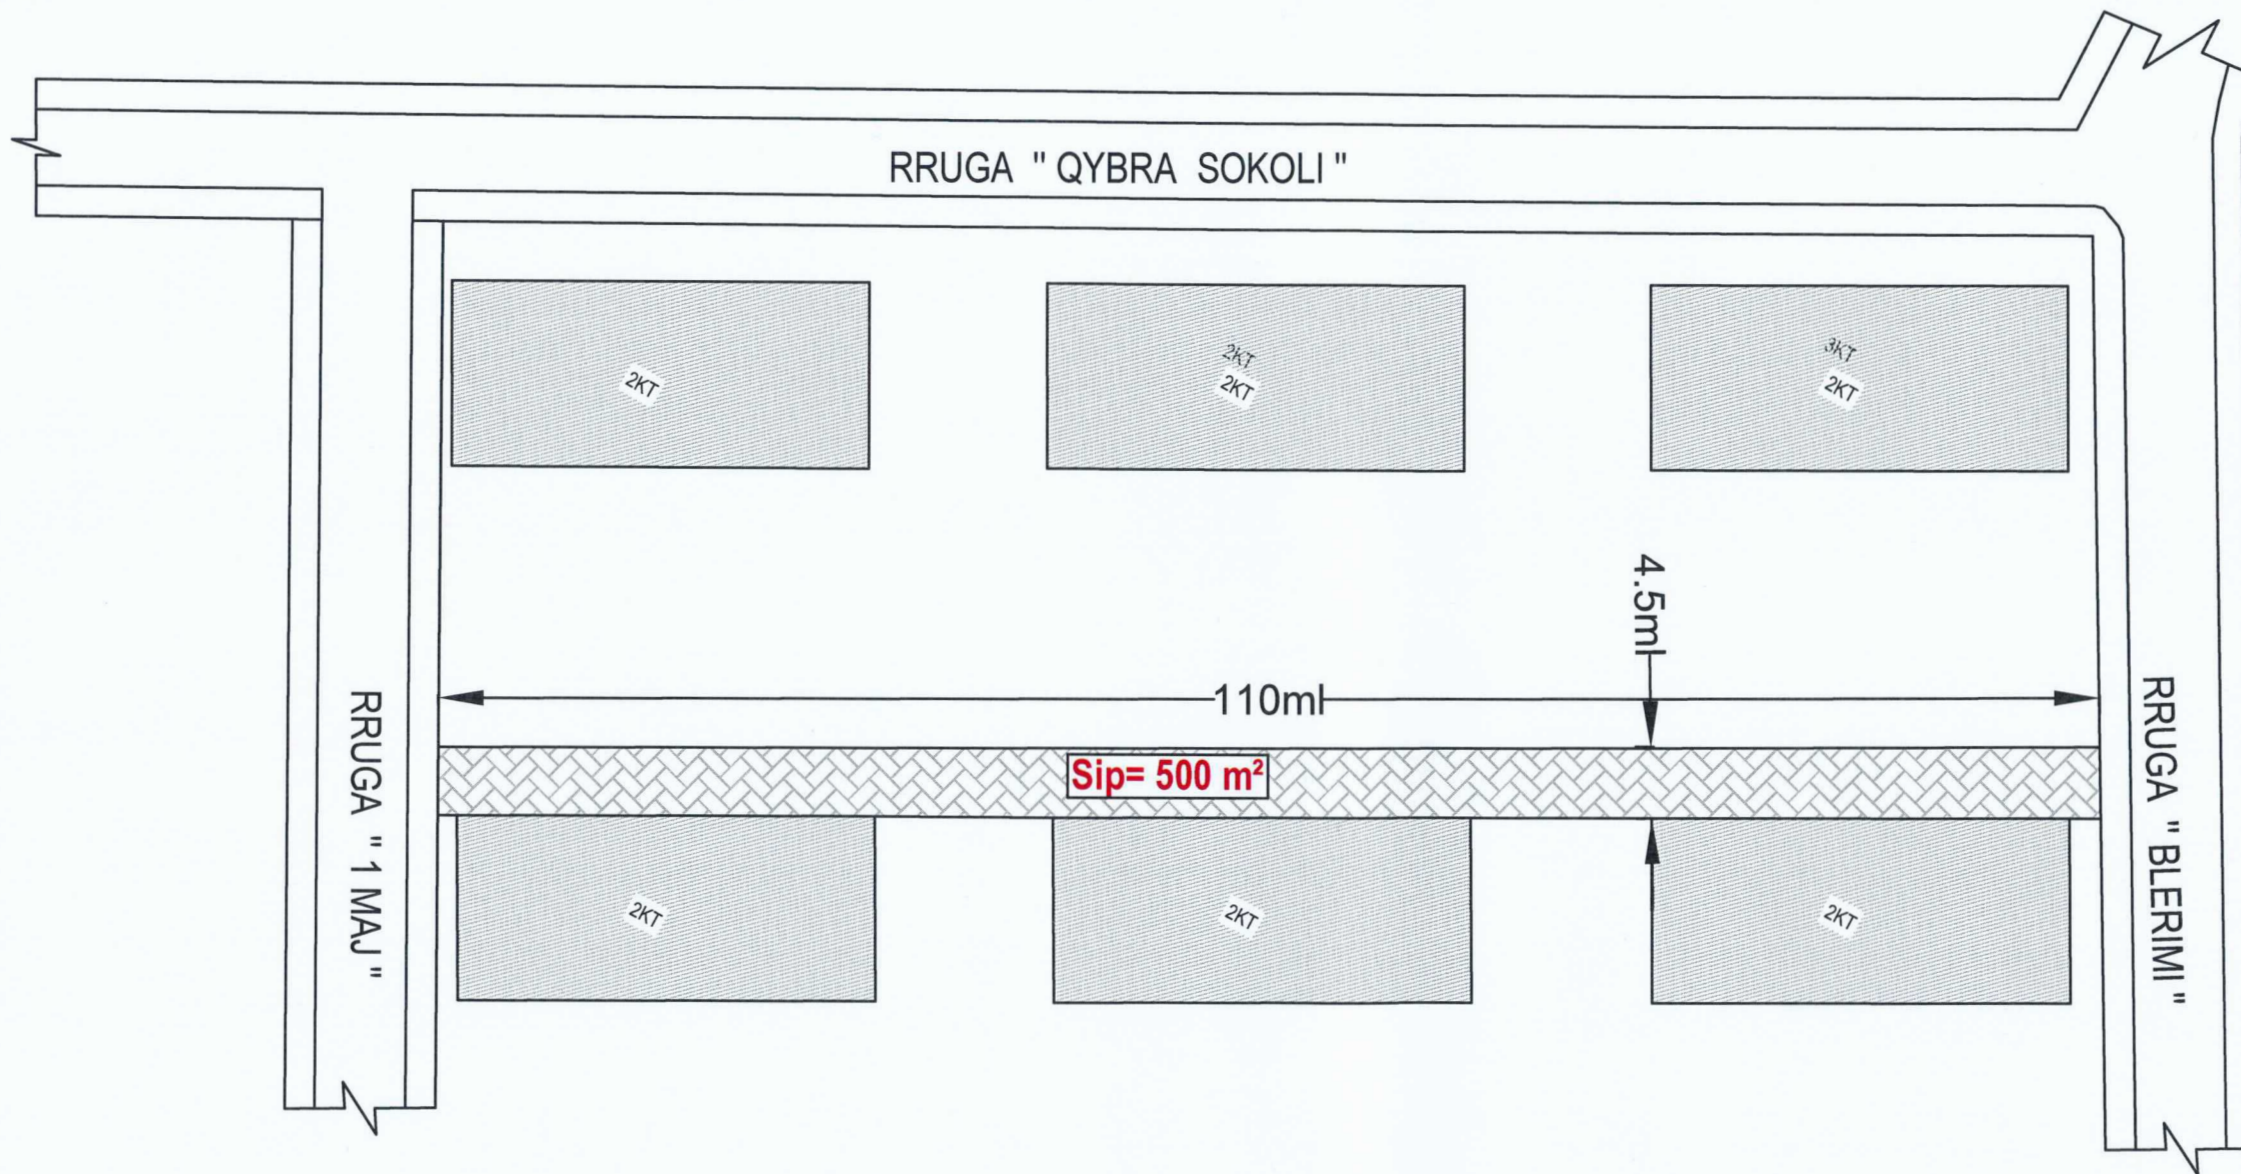 RRUGA " QYBRA SOKOLI "
2KT
2KT
3KT
2KT
2KT
2KT
4.5ml
110ml
RRUGA " 1 MAJ "
Sip= 500 m²
RRUGA " BLERIMI "
2KT
2KT
2KT